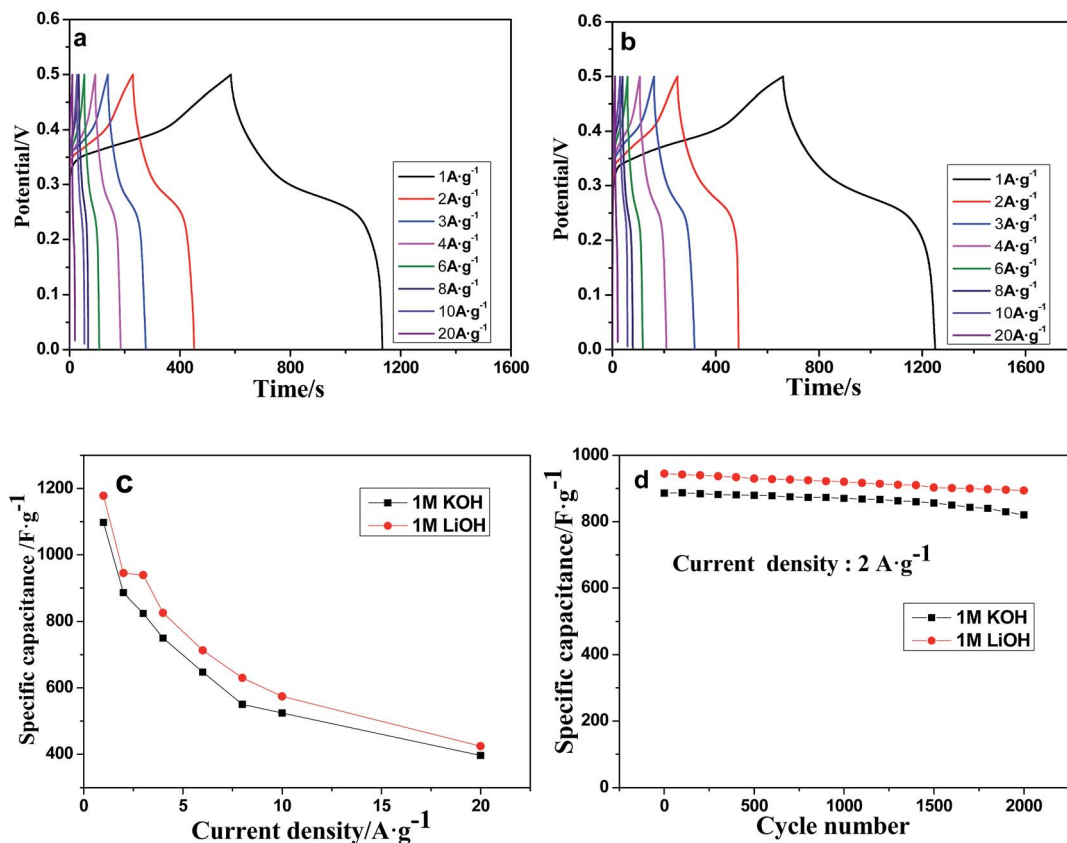 a
Potential/V
0.6
0.5
0.4
0.3
0.2
0.1
0.0
1A·g⁻¹
2A·g⁻¹
3A·g⁻¹
4A·g⁻¹
6A·g⁻¹
8A·g⁻¹
10A·g⁻¹
20A·g⁻¹
0 400 800 1200 1600
Time/s
b
Potential/V
0.6
0.5
0.4
0.3
0.2
0.1
0.0
1A·g⁻¹
2A·g⁻¹
3A·g⁻¹
4A·g⁻¹
6A·g⁻¹
8A·g⁻¹
10A·g⁻¹
20A·g⁻¹
0 400 800 1200 1600
Time/s
c
Specific capacitance /F·g⁻¹
1200
1000
800
600
400
1M KOH
1M LiOH
0 5 10 15 20
Current density/A·g⁻¹
d
Specific capacitance/F·g⁻¹
1000
800
600
400
200
0
Current density : 2 A·g⁻¹
1M KOH
1M LiOH
0 500 1000 1500 2000
Cycle number